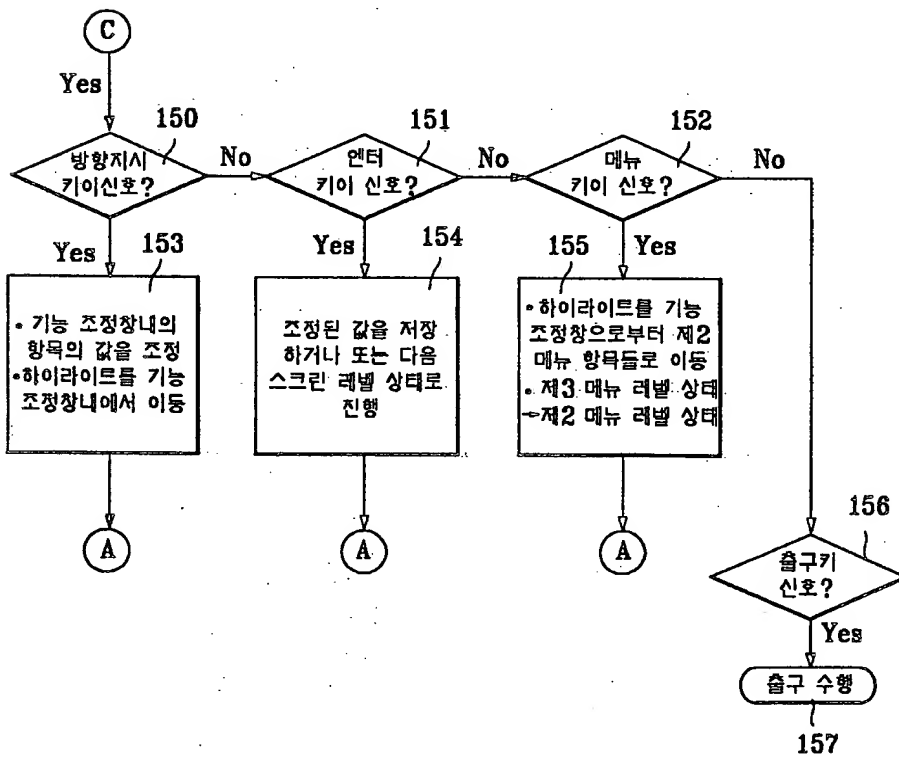 C
Yes
150
방향지시
키이신호?
No
151
엔터
키이 신호?
No
152
메뉴
키이 신호?
No
Yes
153
• 기능 조정창내의
항목의 값을 조정
•하이라이트를 기능
조정창내에서 이동
Yes
154
조정된 값을 저장
하거나 또는 다음
스크린 레벨 상태로
진행
Yes
155
•하이라이트를 기능
조정창으로부터 제2
메뉴 항목들로 이동
• 제3 메뉴 레벨 상태
→제2 메뉴 레벨 상태
A
A
A
156
출구키
신호?
Yes
출구 수행
157